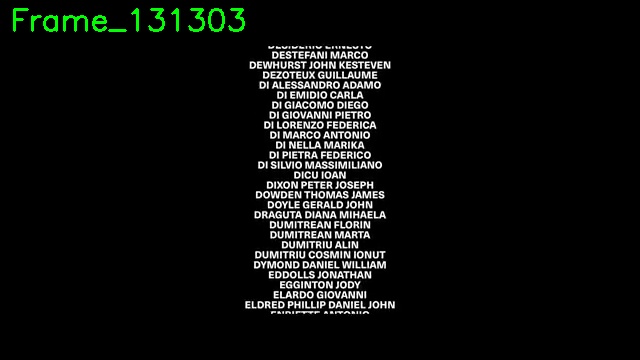 Frame_131303
DESIDERIO ERNESTO
DESTEFANI MARCO
DEWHURST JOHN KESTEVEN
DEZOTEUX GUILLAUME
DI ALESSANDRO ADAMO
DI EMIDIO CARLA
DI GIACOMO DIEGO
DI GIOVANNI PIETRO
DI LORENZO FEDERICA
DI MARCO ANTONIO
DI NELLA MARIKA
DI PIETRA FEDERICO
DI SILVIO MASSIMILIANO
DICU IOAN
DIXON PETER JOSEPH
DOWDEN THOMAS JAMES
DOYLE GERALD JOHN
DRAGUTA DIANA MIHAELA
DUMITREAN FLORIN
DUMITREAN MARTA
DUMITRIU ALIN
DUMITRIU COSMIN IONUT
DYMOND DANIEL WILLIAM
EDDOLLS JONATHAN
EGGINTON JODY
ELARDO GIOVANNI
ELDRED PHILLIP DANIEL JOHN
ANTONIO